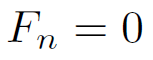 F_n = 0